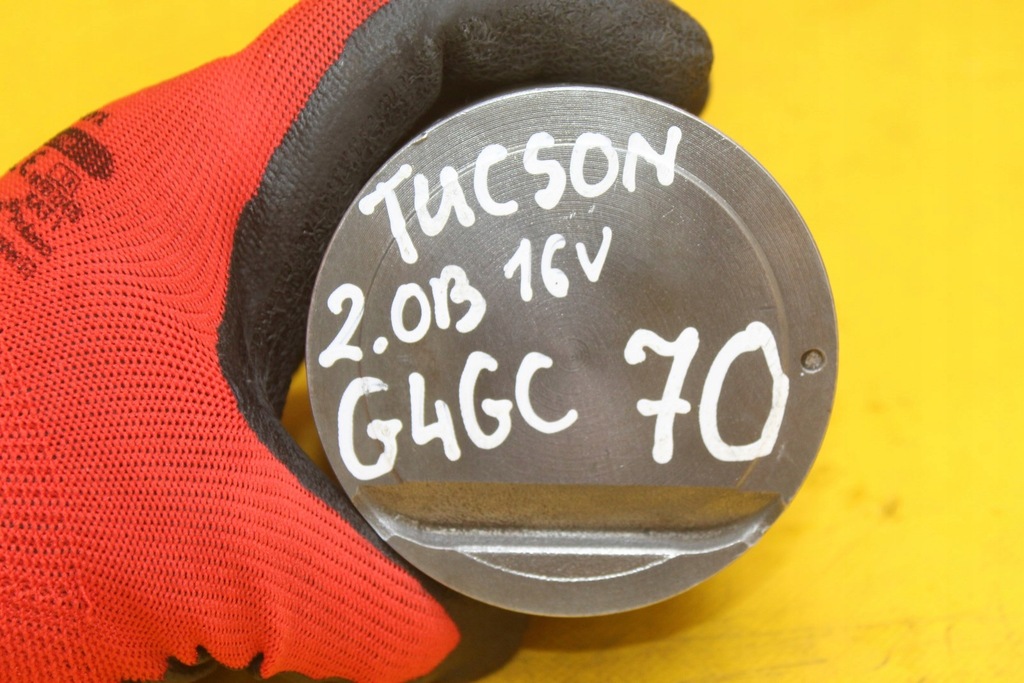 TUCSON
2.0B 16V
G4GC 70